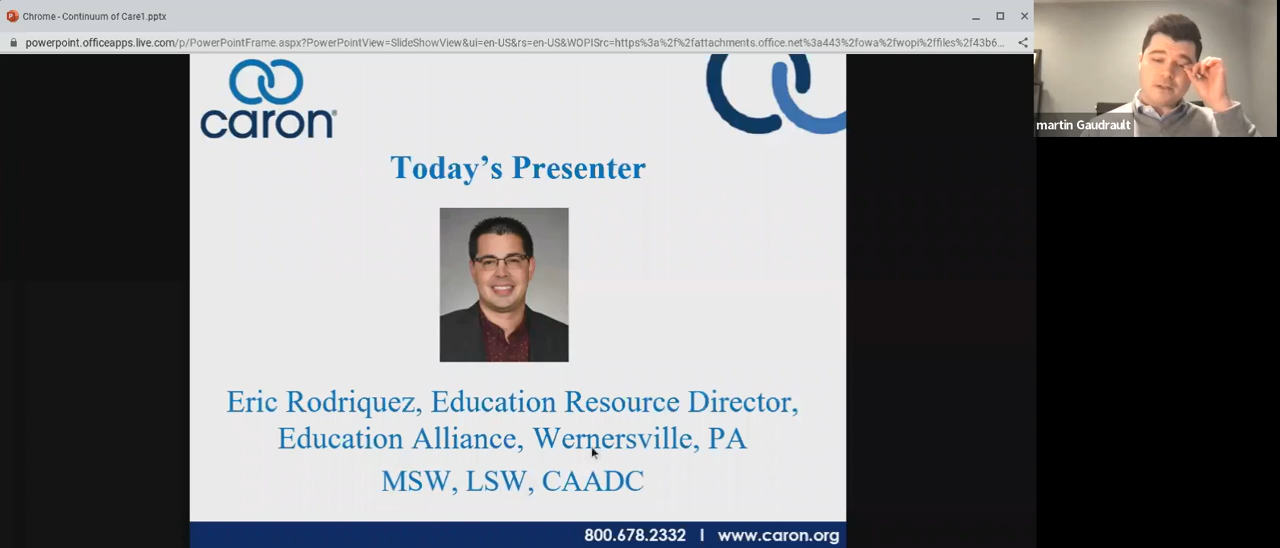 Chrome - Continuum of Care1.pptx
powerpoint.officeapps.live.com/p/PowerPointFrame.aspx?PowerPointView=SlideShowView&ui=en-US&rs=en-US&WOPISrc=https%3a%2f%2fattachments.office.net%3a443%2fowa%2fwopi%2ffiles%2f43b6...
martin Gaudrault
caron®
Today's Presenter
Eric Rodriquez, Education Resource Director,
Education Alliance, Wernersville, PA
MSW, LSW, CAADC
800.678.2332 | www.caron.org